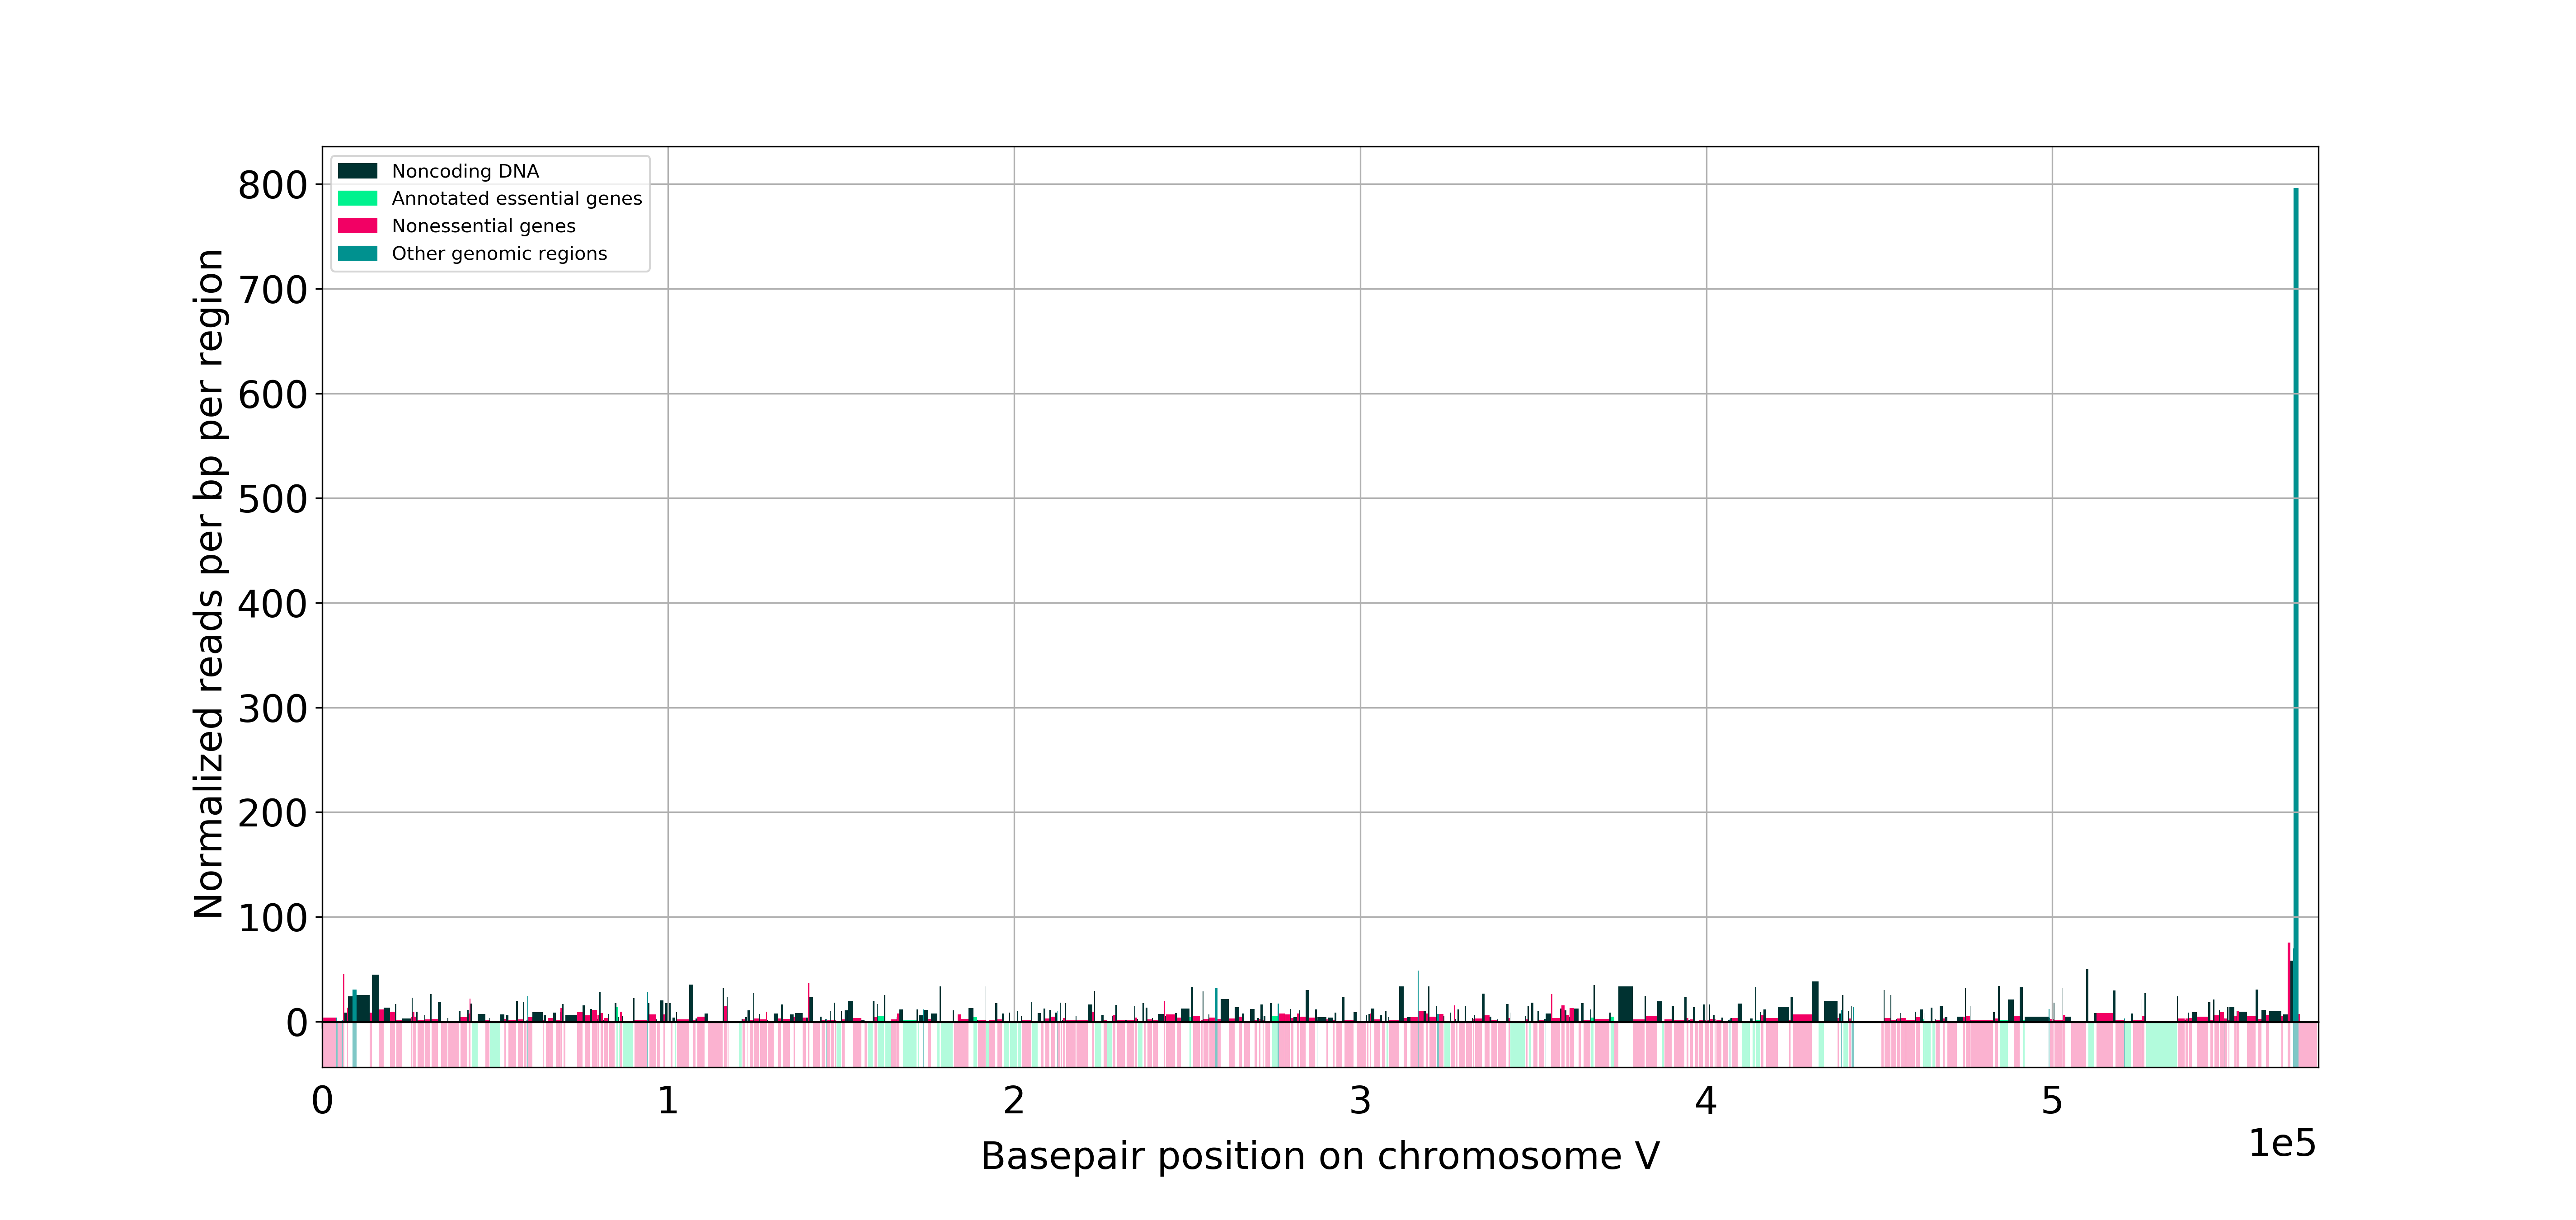 Noncoding DNA
Annotated essential genes
Nonessential genes
Other genomic regions
800
700
600
500
400
300
200
100
0
Normalized reads per bp per region
0 1 2 3 4 5
1e5
Basepair position on chromosome V